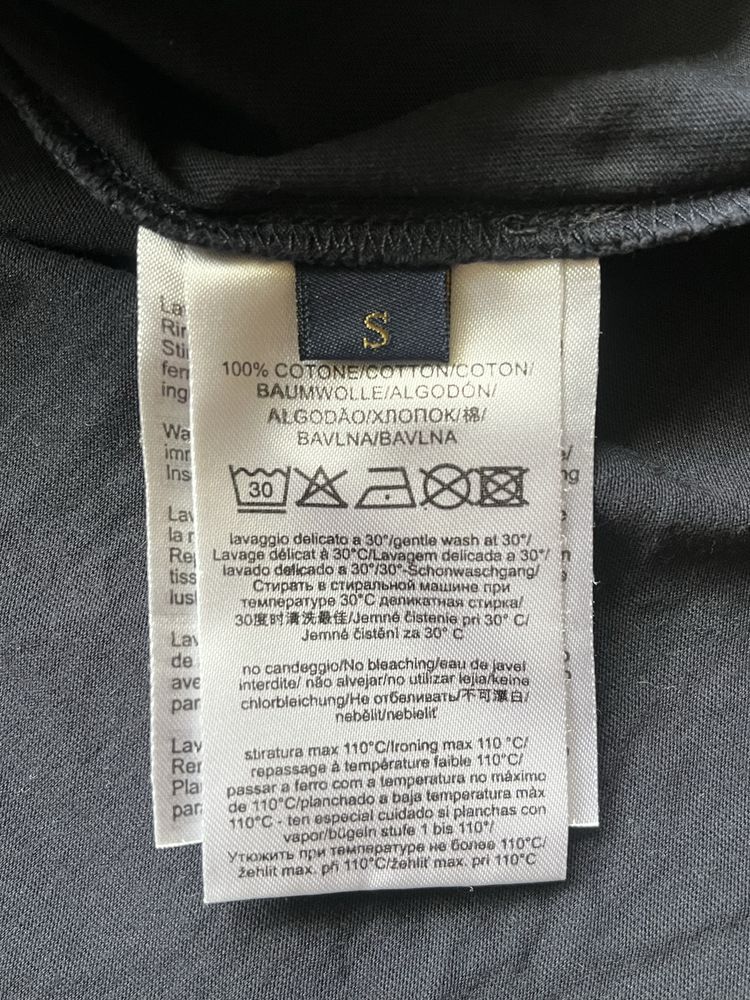 S
100% COTONE/COTTON/COTON/
BAUMWOLLE/ALGODÓN/
ALGODÃO/ХЛОПОК/棉/
BAVLNA/BAVLNA
30
lavaggio delicato a 30°/gentle wash at 30°/
Lavage délicat à 30°C/Lavagem delicada a 30°/
lavado delicado a 30°/30°-Schonwaschgang/
Стирать в стиральной машине при
температуре 30°C деликатная стирка/
30度时清洗最佳/Jemné čistenie pri 30° C/
Jemné čistění za 30° C
no candeggio/No bleaching/eau de javel
interdite/ não alvejar/no utilizar lejia/keine
chlorbleichung/Не отбеливать/不可漂白/
nebělit/nebieliť
stiratura max 110°C/Ironing max 110 °C/
repassage à température faible 110°C/
passar a ferro com a temperatura no máximo
de 110°C/planchado a baja temperatura màx
110°C - ten especial cuidado si planchas con
vapor/bügeln stufe 1 bis 110°/
Утюжить при температуре не более 110°C/
žehlit max. při 110°C/žehliť max. pri 110°C